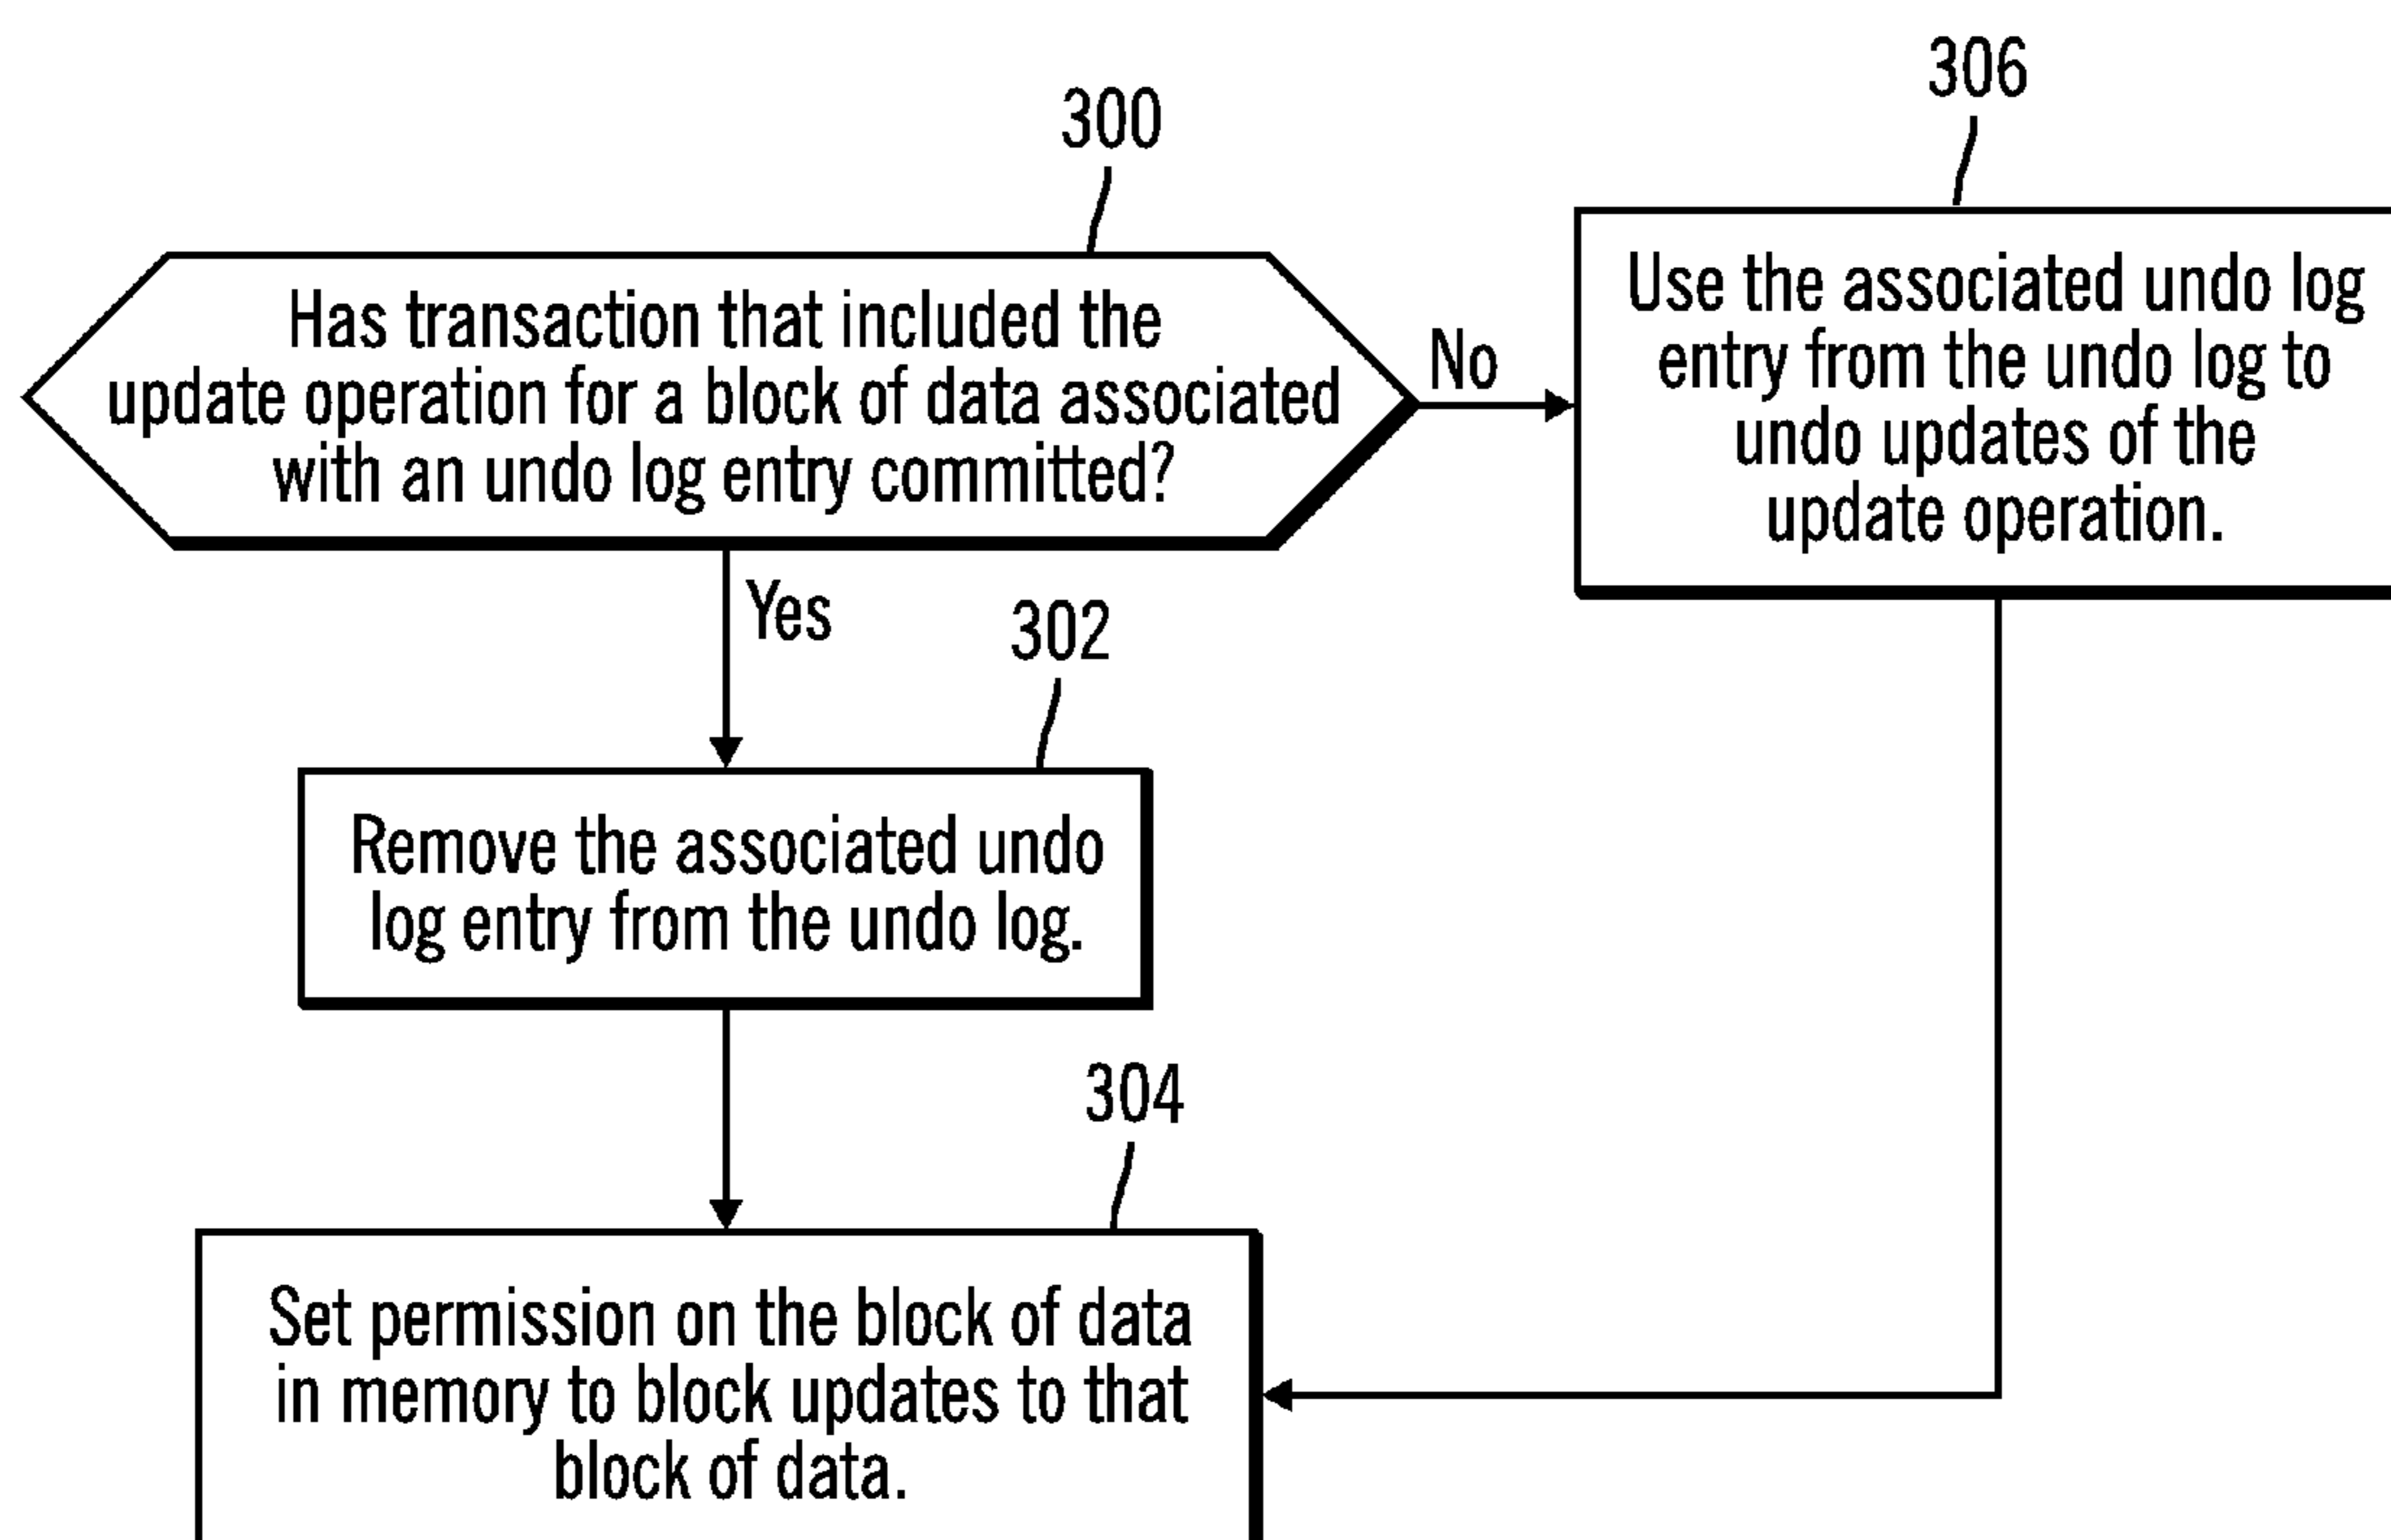 300
Has transaction that included the
update operation for a block of data associated
with an undo log entry committed?
No
306
Use the associated undo log
entry from the undo log to
undo updates of the
update operation.
Yes
302
Remove the associated undo
log entry from the undo log.
304
Set permission on the block of data
in memory to block updates to that
block of data.